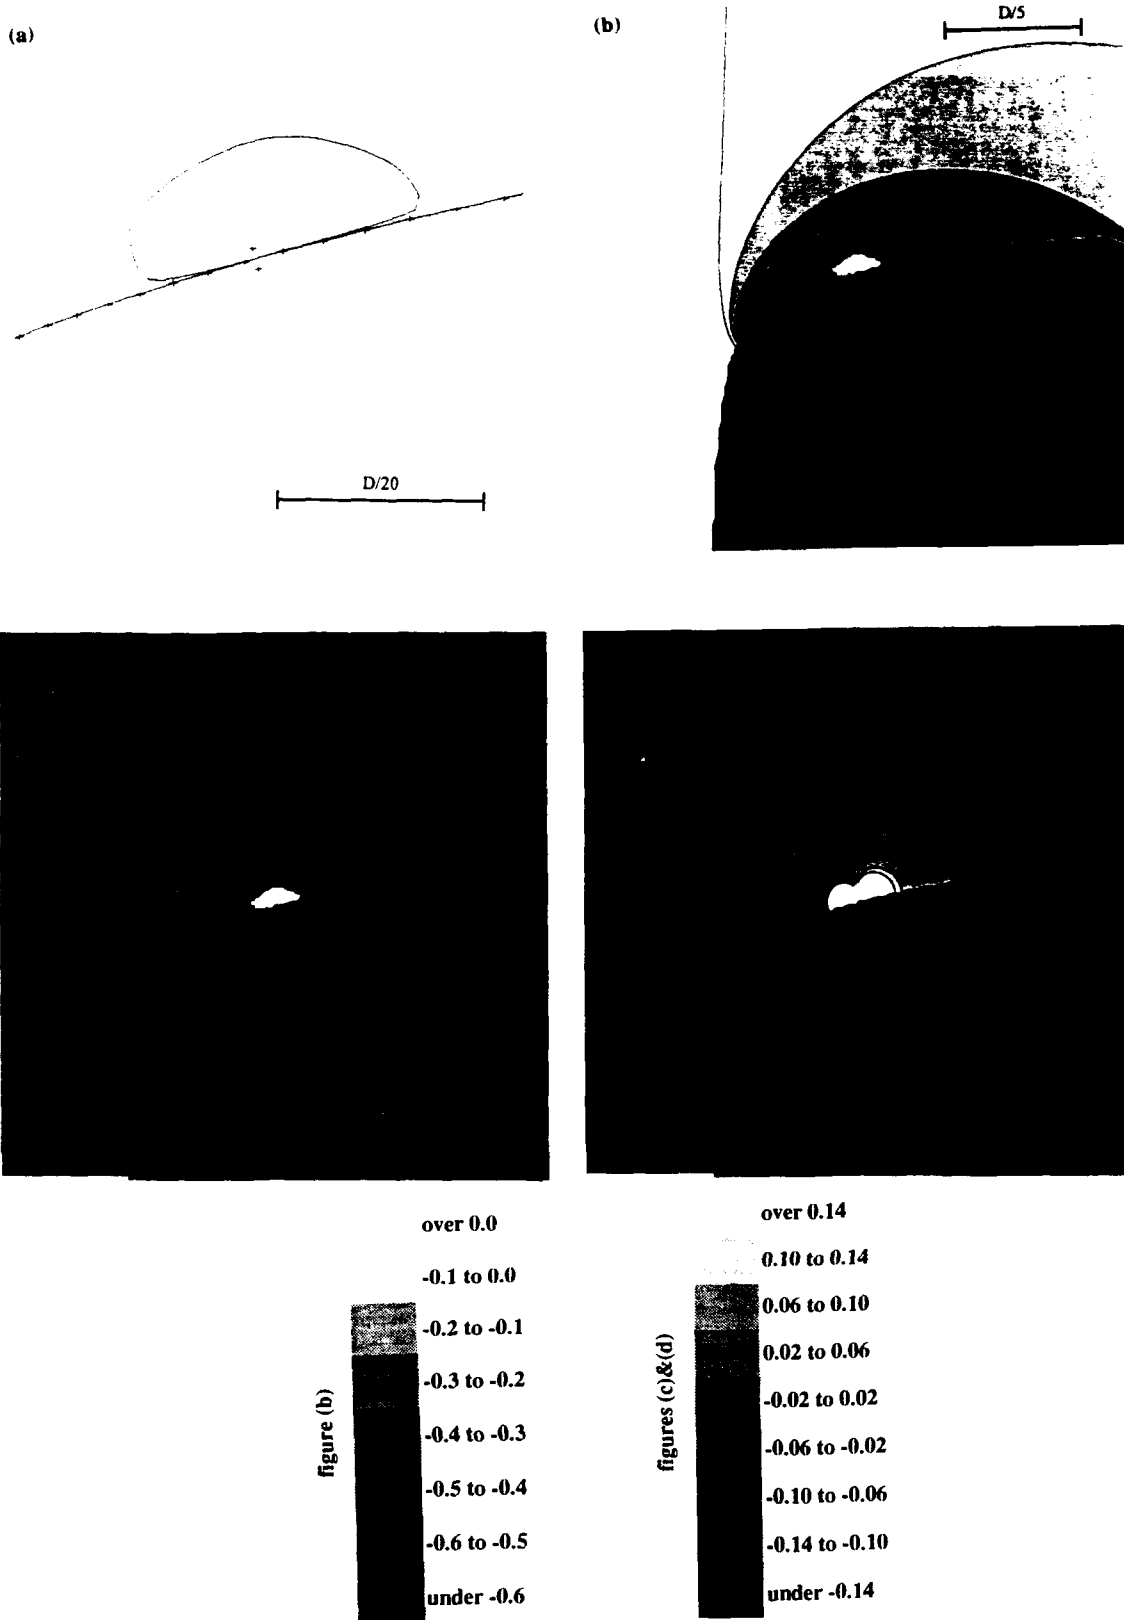 (a)
(b)
D/5
D/20
over 0.0
-0.1 to 0.0
-0.2 to -0.1
-0.3 to -0.2
-0.4 to -0.3
-0.5 to -0.4
-0.6 to -0.5
under -0.6
figure (b)
over 0.14
0.10 to 0.14
0.06 to 0.10
0.02 to 0.06
-0.02 to 0.02
-0.06 to -0.02
-0.10 to -0.06
-0.14 to -0.10
under -0.14
figures (c)&(d)